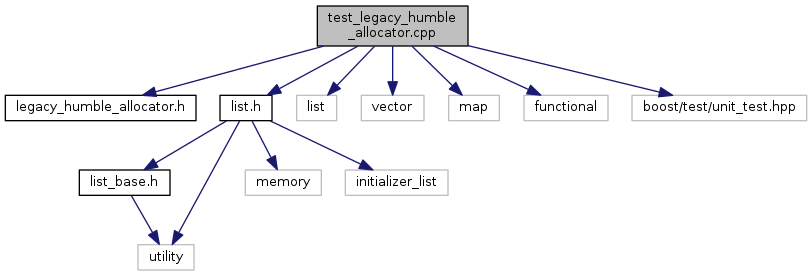 test_legacy_humble
_allocator.cpp
legacy_humble_allocator.h
list.h
list
vector
map
functional
boost/test/unit_test.hpp
list_base.h
memory
initializer_list
utility